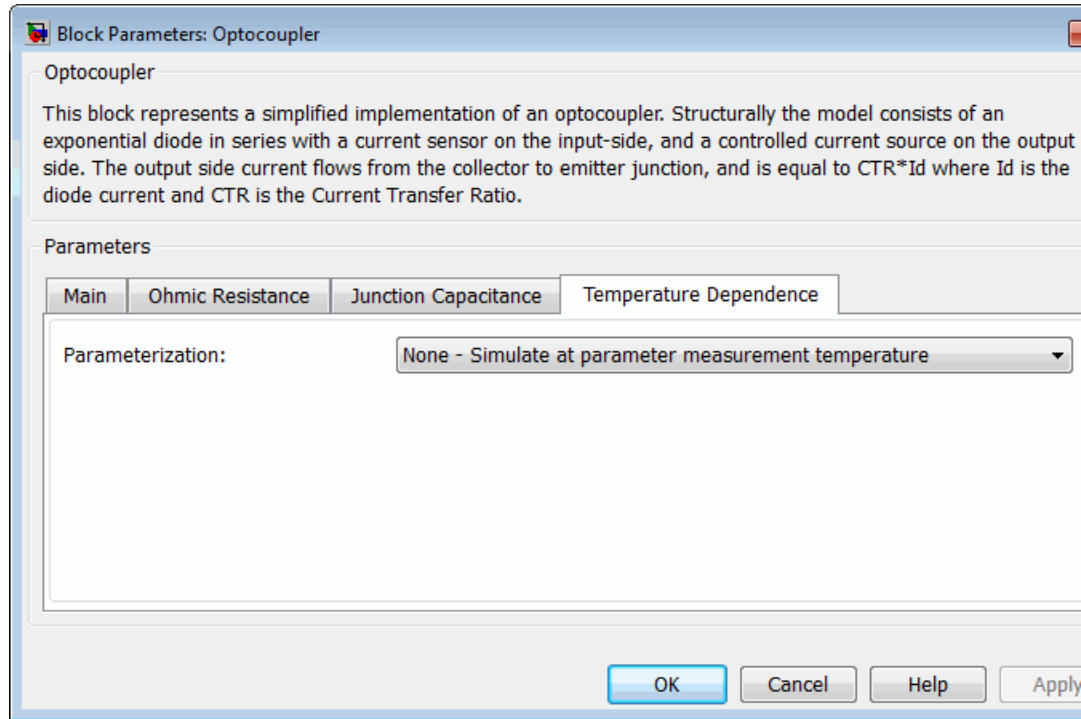 Block Parameters: Optocoupler
Optocoupler
This block represents a simplified implementation of an optocoupler. Structurally the model consists of an
exponential diode in series with a current sensor on the input-side, and a controlled current source on the output
side. The output side current flows from the collector to emitter junction, and is equal to CTR*Id where Id is the
diode current and CTR is the Current Transfer Ratio.
Parameters
Main Ohmic Resistance Junction Capacitance Temperature Dependence
Parameterization: None - Simulate at parameter measurement temperature
OK Cancel Help Apply